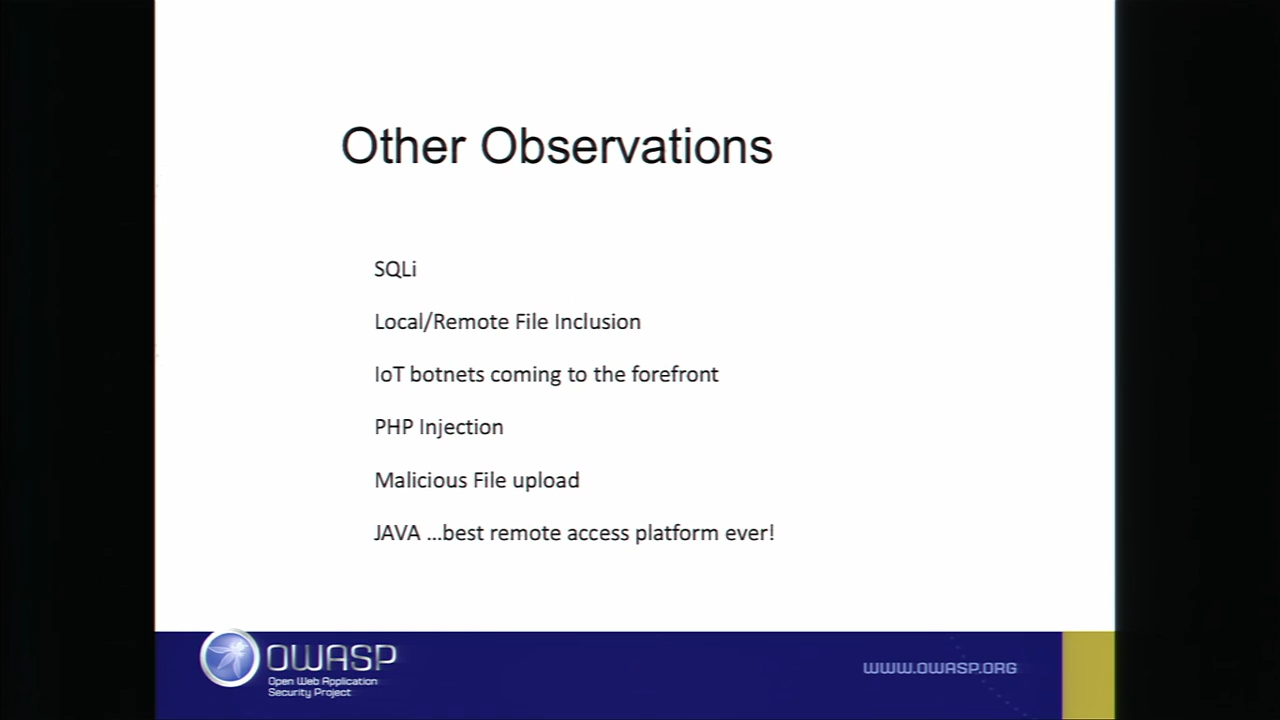 Other Observations
SQLi
Local/Remote File Inclusion
IoT botnets coming to the forefront
PHP Injection
Malicious File upload
JAVA ...best remote access platform ever!
OWASP
Open Web Application
Security Project
WWW.OWASP.ORG